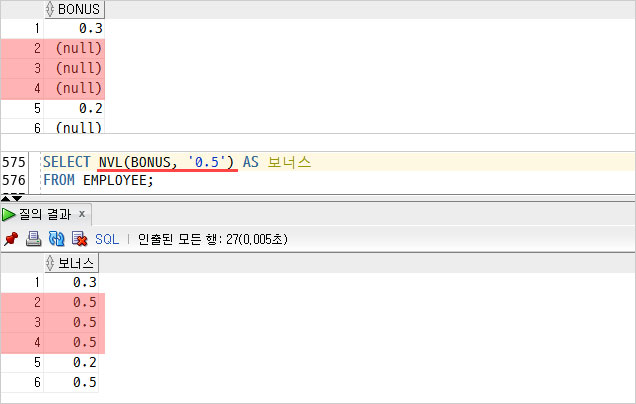 BONUS
1 0.3
2 (null)
3 (null)
4 (null)
5 0.2
6 (null)
575 SELECT NVL(BONUS, '0.5') AS 보너스
576 FROM EMPLOYEE;
질의 결과 x
SQL | 인출된 모든 행: 27(0,005초)
보너스
1 0.3
2 0.5
3 0.5
4 0.5
5 0.2
6 0.5